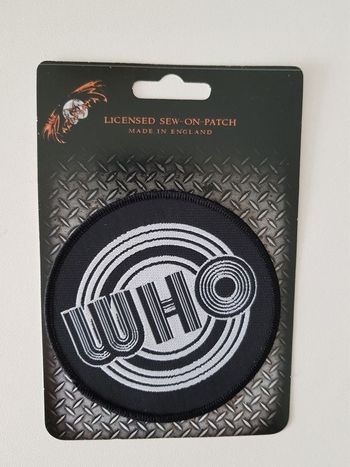 LICENSED SEW-ON-PATCH
MADE IN ENGLAND
WHO